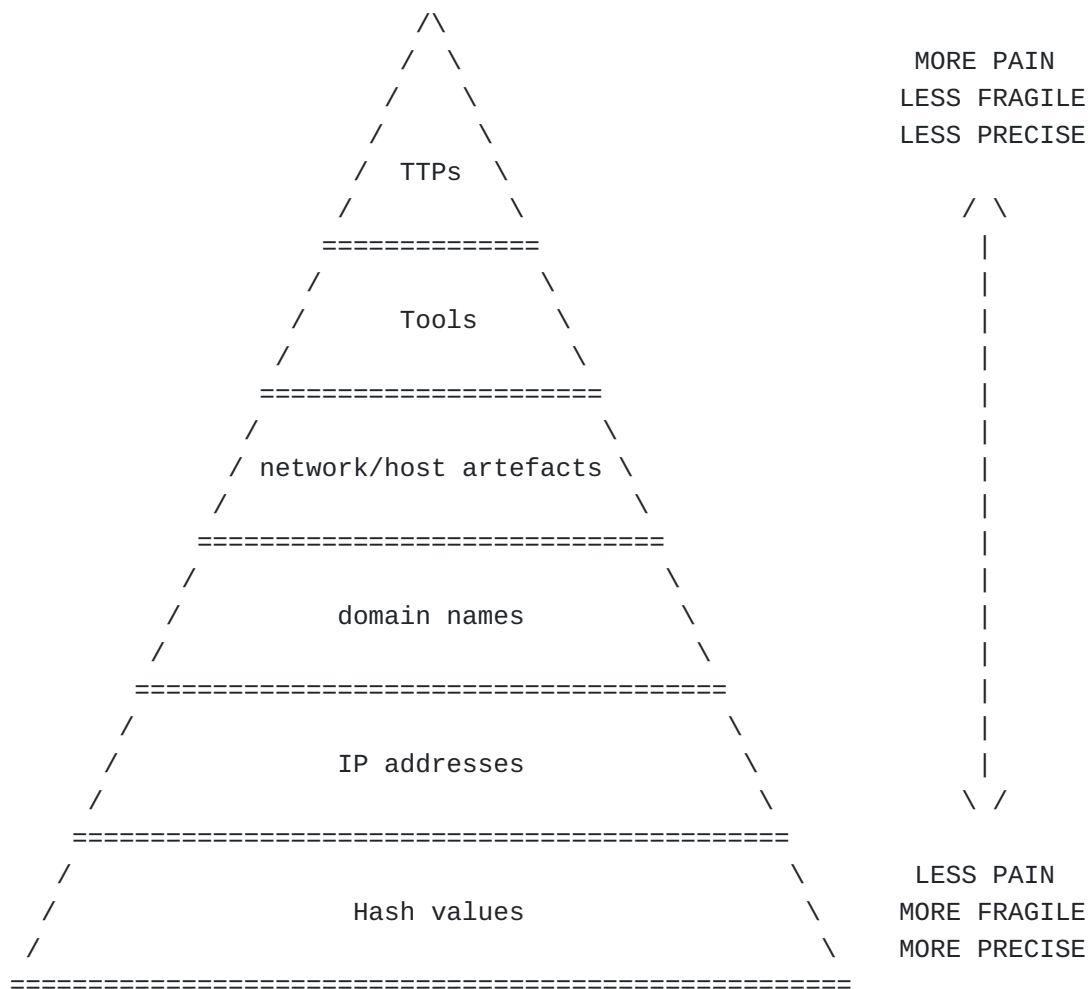 MORE PAIN
LESS FRAGILE
LESS PRECISE
TTPs
Tools
network/host artefacts
domain names
IP addresses
Hash values
LESS PAIN
MORE FRAGILE
MORE PRECISE